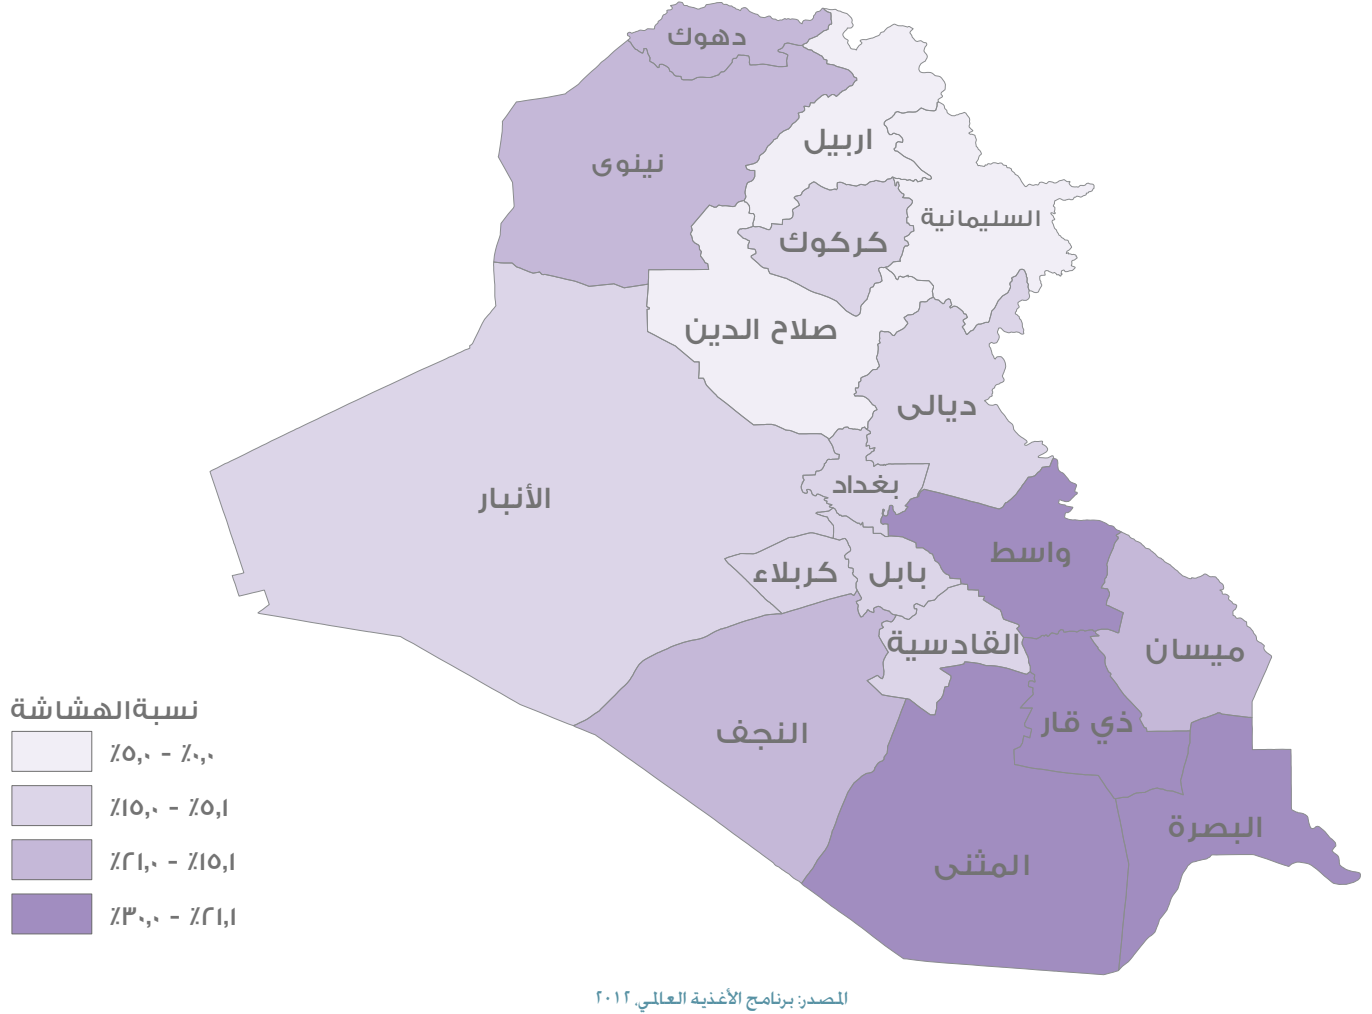 دهوك
نينوى
اربيل
السليمانية
كركوك
صلاح الدين
ديالى
الأنبار
بغداد
واسط
كربلاء
بابل
القادسية
ميسان
النجف
ذي قار
المثنى
البصرة
نسبةالهشاشة
٠,٠٪ - ٥,٠٪
٥,١٪ - ١٥,٠٪
١٥,١٪ - ٢١,٠٪
٢١,١٪ - ٣٠,٠٪
المصدر: برنامج الأغذية العالمي. ٢٠١٢